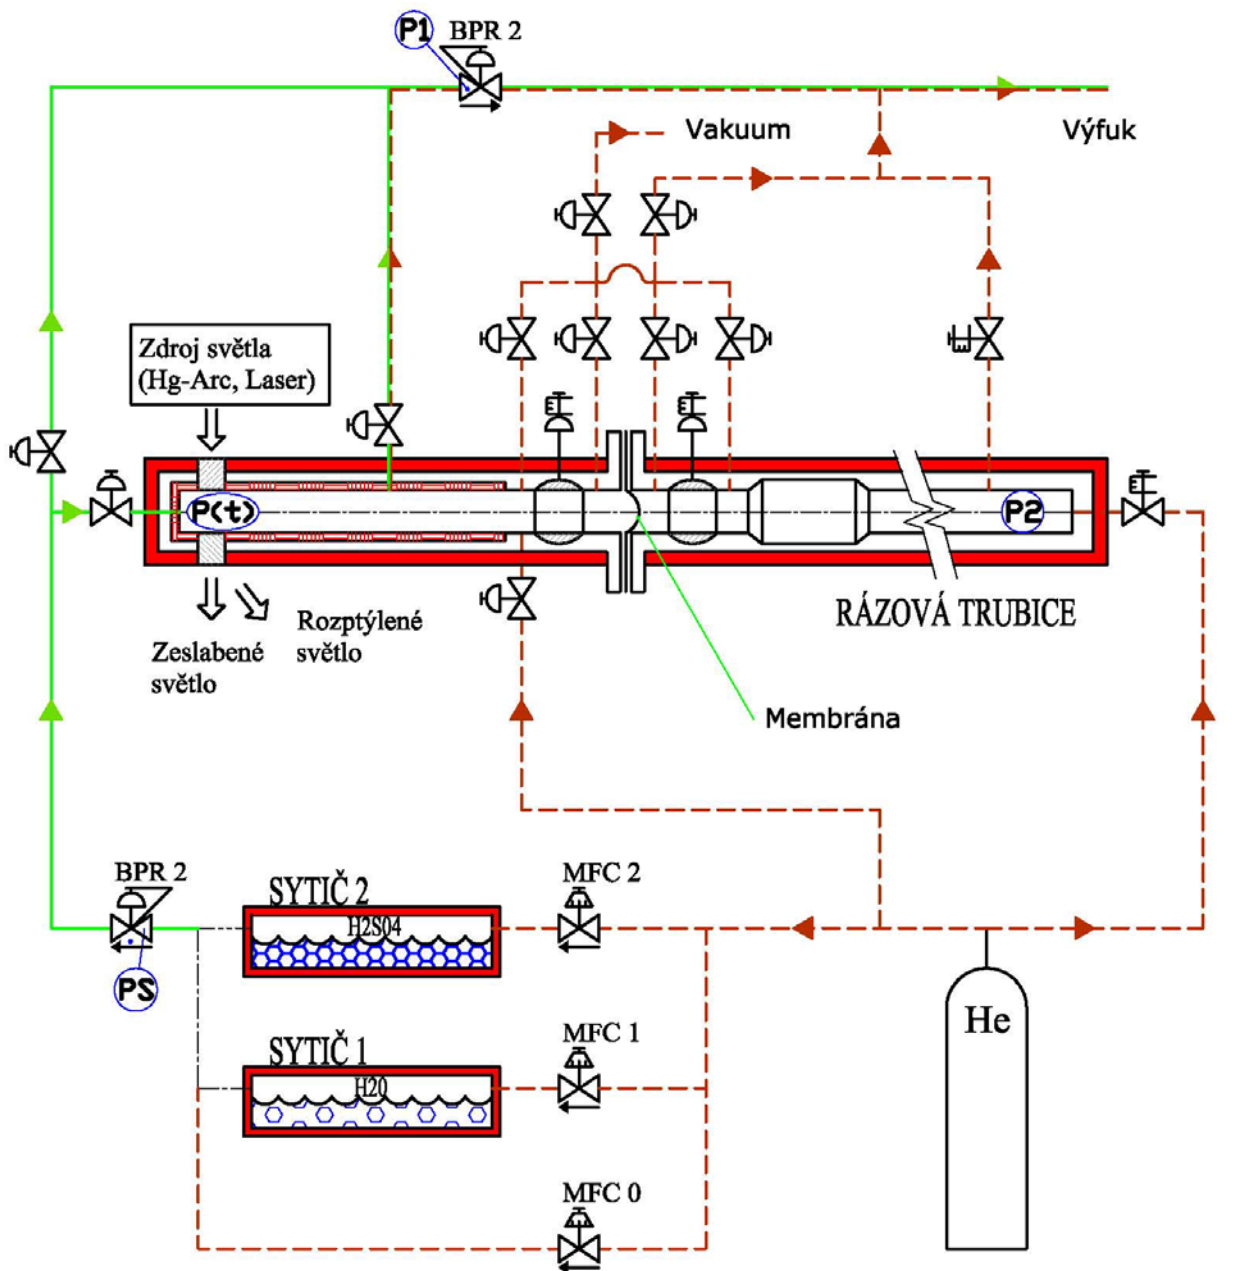 P1
BPR 2
Vakuum
Výfuk
Zdroj světla
(Hg-Arc, Laser)
P(t)
P2
RÁZOVÁ TRUBICE
Rozptýlené
světlo
Zeslabené
světlo
Membrána
BPR 2
SYTIČ 2
MFC 2
H2SO4
PS
He
SYTIČ 1
MFC 1
H2O
MFC 0